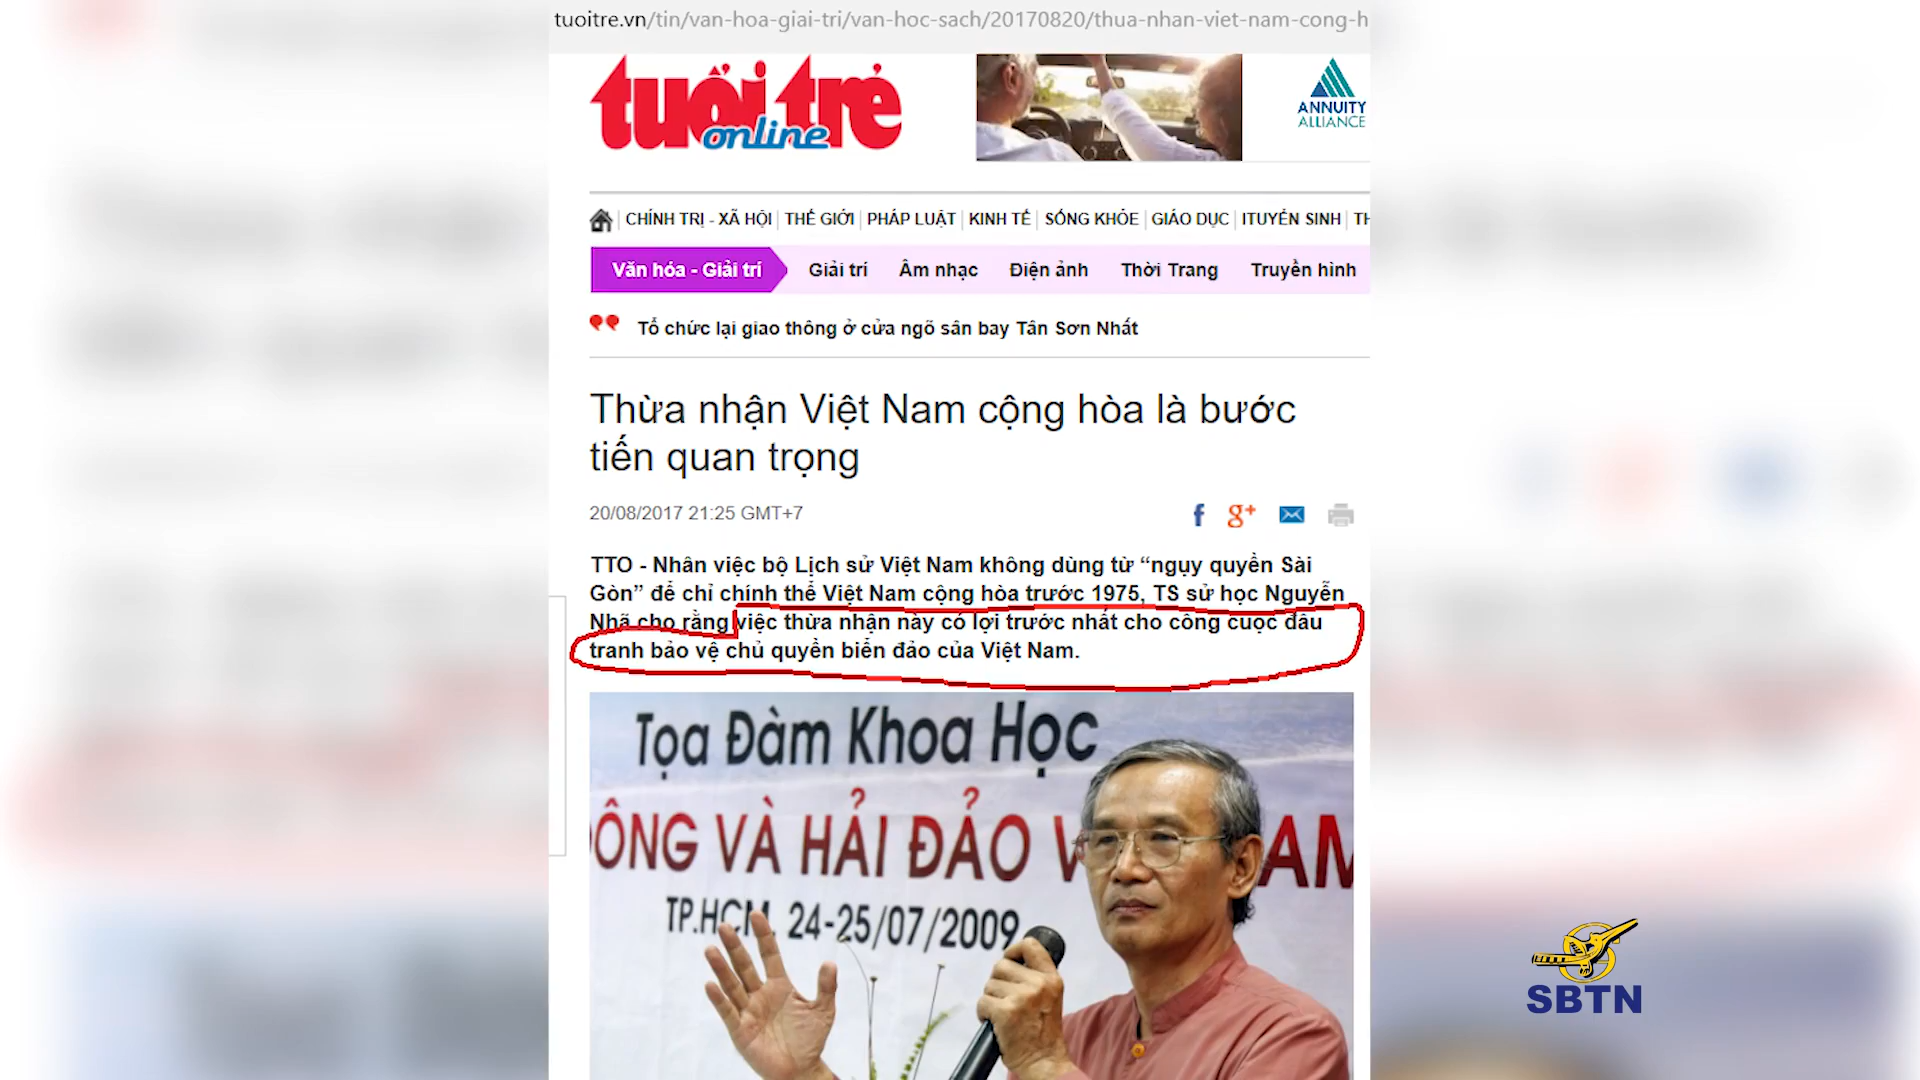 tuoitre.vn/tin/van-hoa-giai-tri/van-hoc-sach/20170820/thua-nhan-viet-nam-cong-h
tuổi trẻ
online
ANNUITY
ALLIANCE
CHÍNH TRỊ - XÃ HỘI | THẾ GIỚI | PHÁP LUẬT | KINH TẾ | SỐNG KHỎE | GIÁO DỤC | ITUYỂN SINH | TH
Văn hóa - Giải trí Giải trí Âm nhạc Điện ảnh Thời Trang Truyền hình
Tổ chức lại giao thông ở cửa ngõ sân bay Tân Sơn Nhất
Thừa nhận Việt Nam cộng hòa là bước
tiến quan trọng
20/08/2017 21:25 GMT+7
f g+
TTO - Nhân việc bộ Lịch sử Việt Nam không dùng từ “ngụy quyền Sài
Gòn” để chỉ chính thể Việt Nam cộng hòa trước 1975, TS sử học Nguyễn
Nhã cho rằng việc thừa nhận này có lợi trước nhất cho công cuộc đấu
tranh bảo vệ chủ quyền biển đảo của Việt Nam.
Tọa Đàm Khoa Học
ĐÔNG VÀ HẢI ĐẢO V AM
TP.HCM, 24-25/07/2009
SBTN